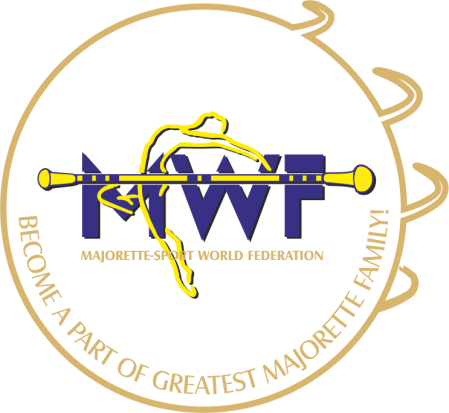 MWF
MAJORETTE-SPORT WORLD FEDERATION
BECOME A PART OF GREATEST MAJORETTE FAMILY!